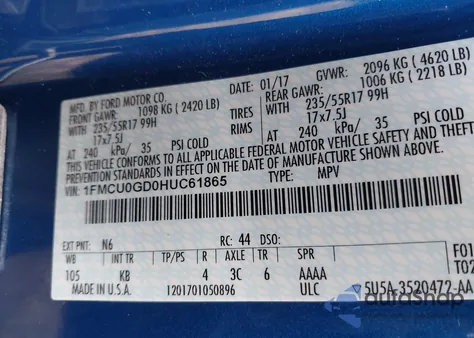 MFD. BY FORD MOTOR CO.
DATE: 01/17 GVWR: 2096 KG ( 4620 LB)
FRONT GAWR: 1098 KG ( 2420 LB) REAR GAWR: 1006 KG ( 2218 LB)
WITH 235/55R17 99H TIRES WITH 235/55R17 99H
17x7.5J RIMS 17x7.5J
AT 240 kPa/ 35 PSI COLD AT 240 kPa/ 35 PSI COLD
THIS VEHICLE CONFORMS TO ALL APPLICABLE FEDERAL MOTOR VEHICLE SAFETY AND THEFT
PREVENTION STANDARDS IN EFFECT ON THE DATE OF MANUFACTURE SHOWN ABOVE.
VIN: 1FMCU0GD0HUC61865 TYPE: MPV
EXT PNT: N6 RC: 44 DSO: F01
WB INT TR TP/PS R AXLE TR SPR T02
105 KB 4 3C 6 AAAA
MADE IN U.S.A. 1201701050896 ULC 5U5A-3520472-AA
autosnap